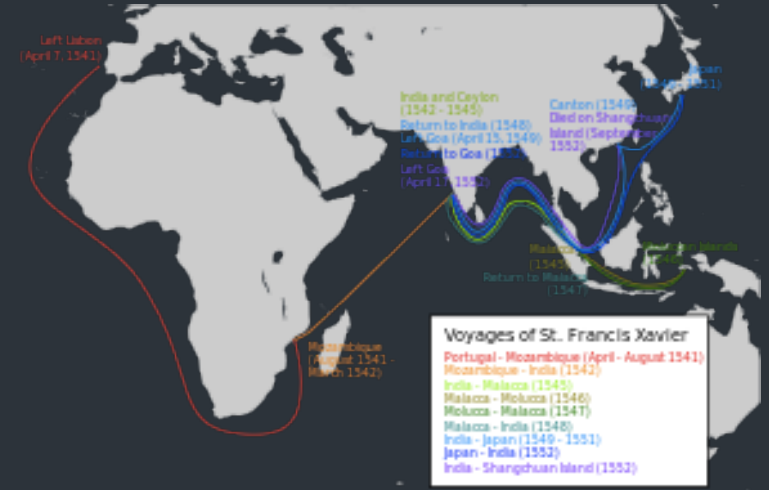 Left Lisbon
(April 7, 1541)
India and Ceylon
(1542 - 1545)
Return to India (1548)
Left Goa (April 15, 1549)
Return to Goa (1552)
Left Goa
(April 17, 1552)
Canton (1549)
Died on Shangchuan
Island (September
1552)
Japan
(1549 - 1551)
Malacca
(1545)
Return to Malacca
(1547)
Islands
(1546)
Mozambique
(August 1541 -
March 1542)
Voyages of St. Francis Xavier
Portugal - Mozambique (April - August 1541)
Mozambique - India (1542)
India - Malacca (1545)
Malacca - Molucca (1546)
Molucca - Malacca (1547)
Malacca - India (1548)
India - Japan (1549 - 1551)
Japan - India (1552)
India - Shangchuan Island (1552)